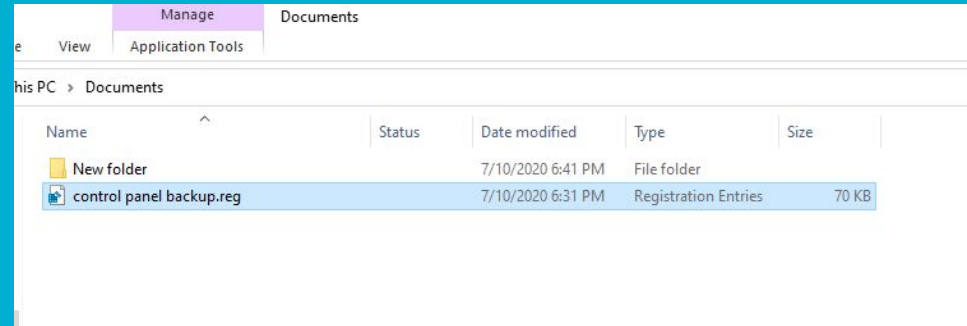 Manage Documents
e View Application Tools
his PC > Documents
Name Status Date modified Type Size
New folder 7/10/2020 6:41 PM File folder
control panel backup.reg 7/10/2020 6:31 PM Registration Entries 70 KB